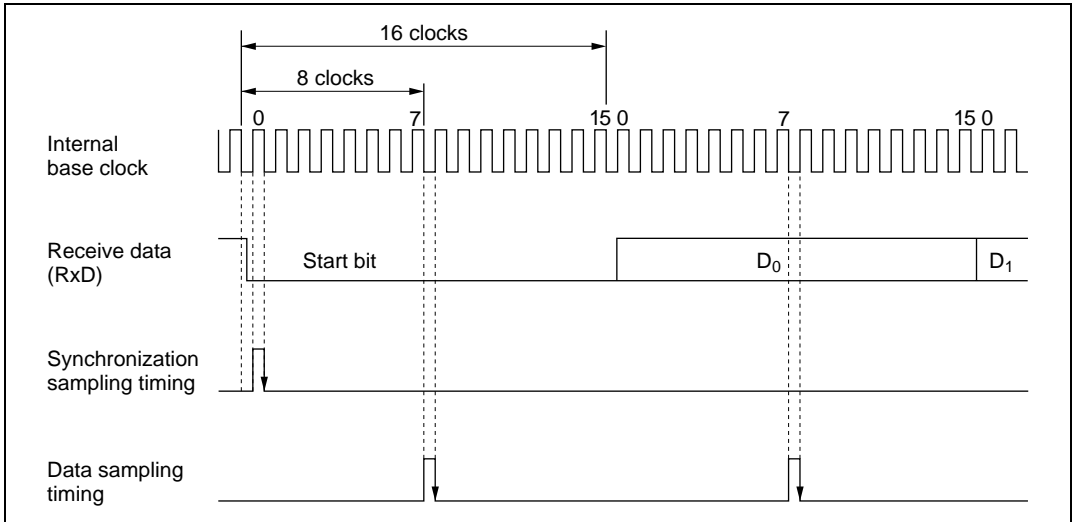 16 clocks
8 clocks
0 7 15 0 7 15 0
Internal
base clock
Receive data
(RxD)
Start bit D₀ D₁
Synchronization
sampling timing
Data sampling
timing